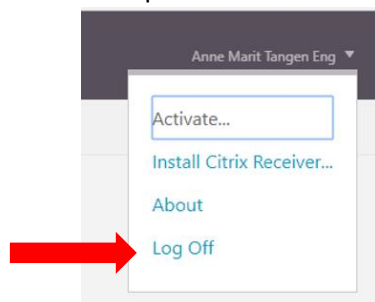 Anne Marit Tangen Eng
Activate...
Install Citrix Receiver...
About
Log Off